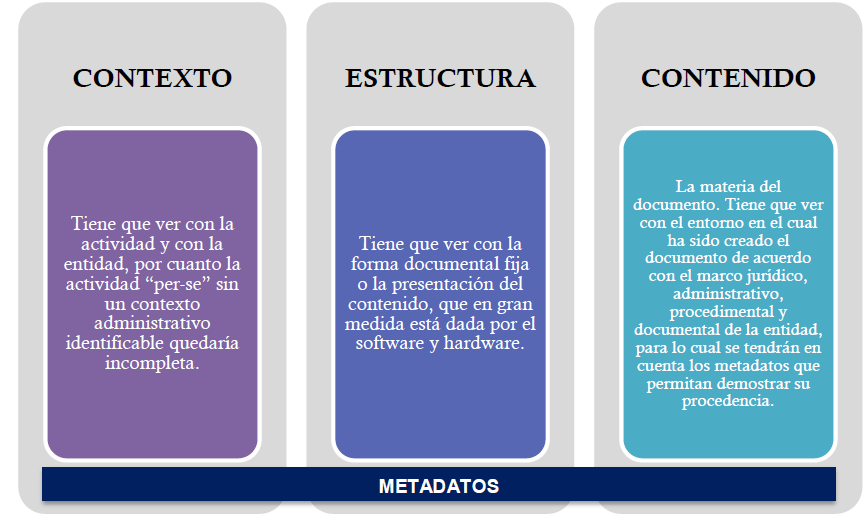 CONTEXTO
Tiene que ver con la
actividad y con la
entidad, por cuanto la
actividad “per-se” sin
un contexto
administrativo
identificable quedaría
incompleta.
ESTRUCTURA
Tiene que ver con la
forma documental fija
o la presentación del
contenido, que en gran
medida está dada por el
software y hardware.
CONTENIDO
La materia del
documento. Tiene que ver
con el entorno en el cual
ha sido creado el
documento de acuerdo
con el marco jurídico,
administrativo,
procedimental y
documental de la entidad,
para lo cual se tendrán en
cuenta los metadatos que
permitan demostrar su
procedencia.
METADATOS